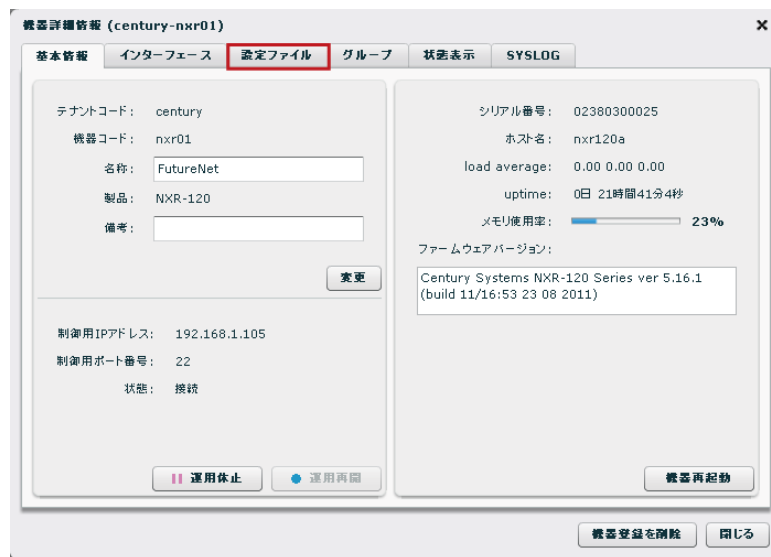 機器詳細情報 (century-nxr01)
基本情報 インターフェース 設定ファイル グループ 状態表示 SYSLOG
テナントコード: century
機器コード: nxr01
名称: FutureNet
製品: NXR-120
備考:
変更
制御用IPアドレス: 192.168.1.105
制御用ポート番号: 22
状態: 接続
運用休止 運用再開
シリアル番号: 02380300025
ホスト名: nxr120a
load average: 0.00 0.00 0.00
uptime: 0日 21時間41分4秒
メモリ使用率: 23%
ファームウェアバージョン:
Century Systems NXR-120 Series ver 5.16.1
(build 11/16:53 23 08 2011)
機器再起動
機器登録を削除 閉じる